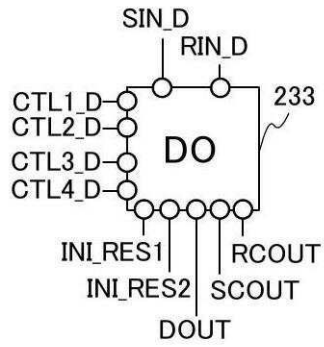 SIN_D
RIN_D
233
CTL1_D
CTL2_D
CTL3_D
CTL4_D
DO
INI_RES1
RCOUT
INI_RES2
SCOUT
DOUT